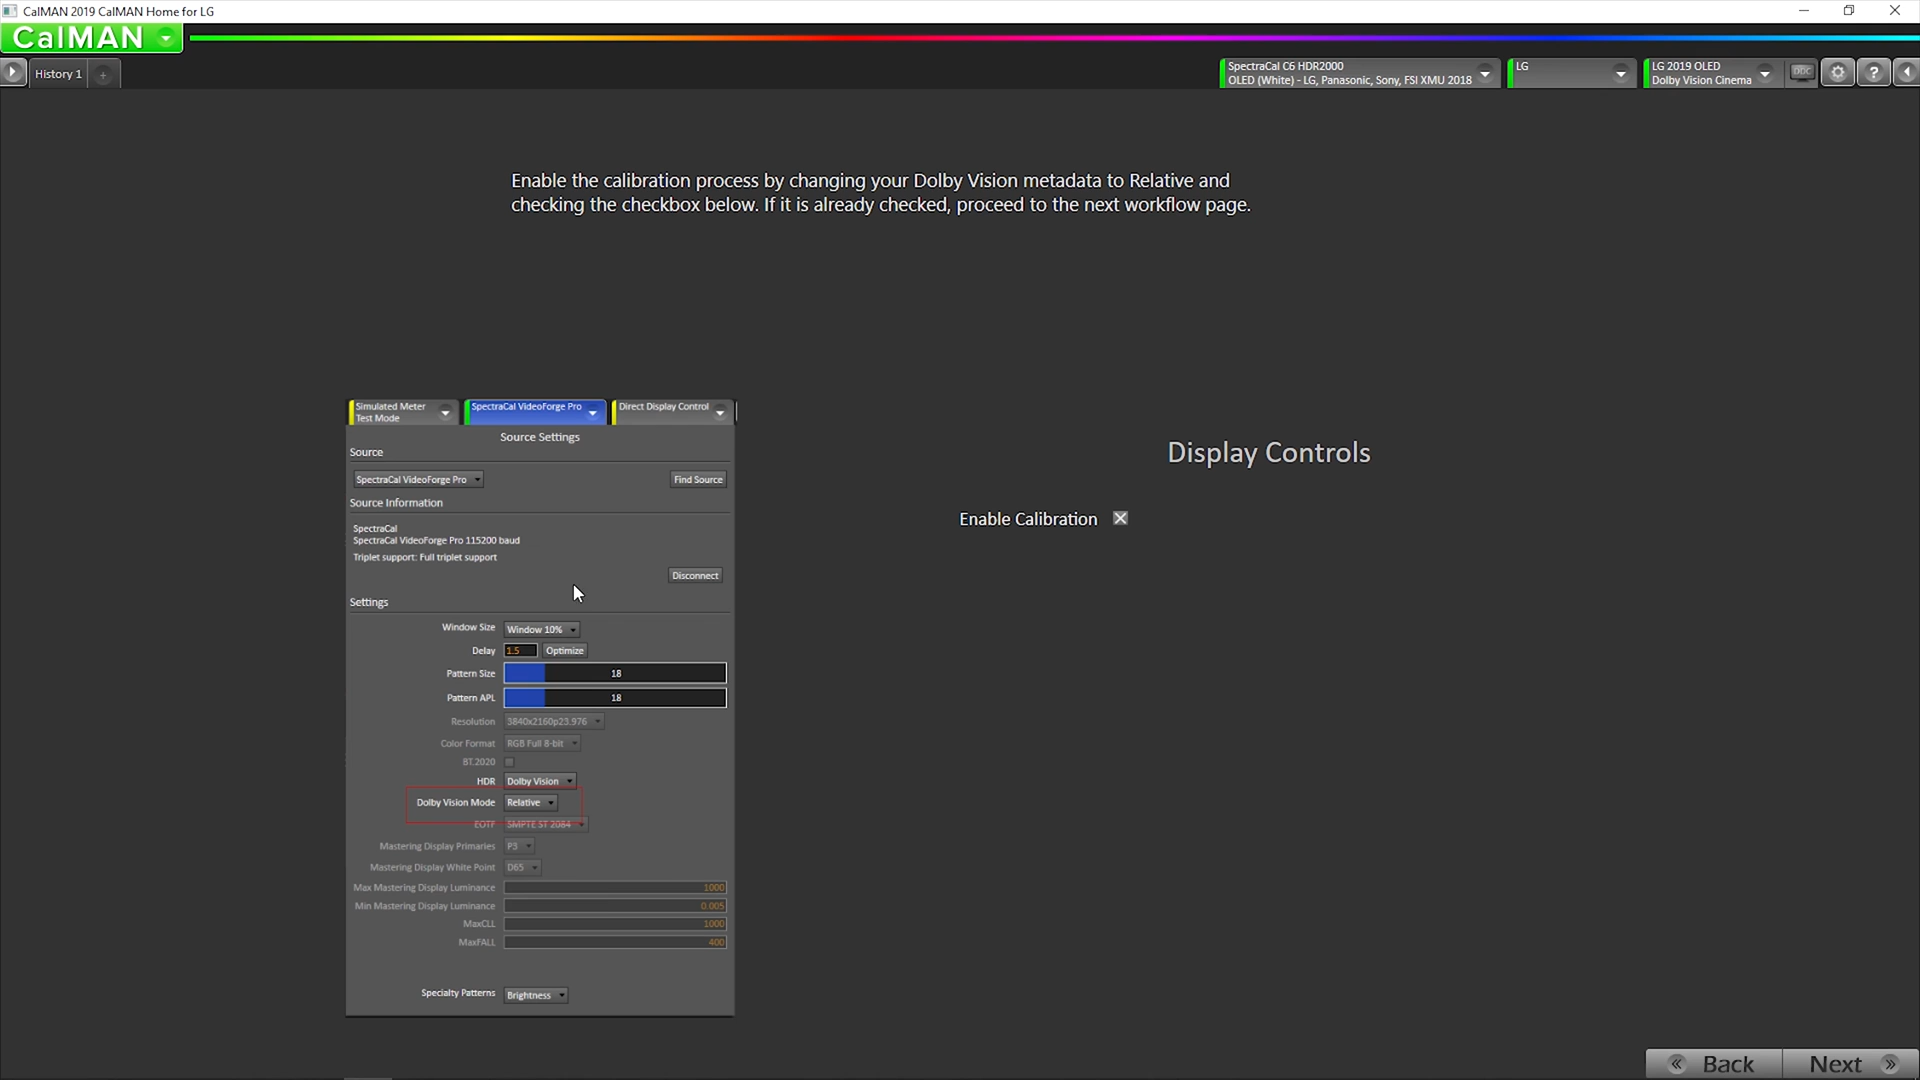 CalMAN 2019 CalMAN Home for LG
CalMAN
History 1
+
SpectraCal C6 HDR2000
OLED (White) - LG, Panasonic, Sony, FSI XMU 2018
LG
LG 2019 OLED
Dolby Vision Cinema
DDC
?
Enable the calibration process by changing your Dolby Vision metadata to Relative and
checking the checkbox below. If it is already checked, proceed to the next workflow page.
Simulated Meter
Test Mode
SpectraCal VideoForge Pro
Direct Display Control
Source Settings
Source
SpectraCal VideoForge Pro
Find Source
Source Information
SpectraCal
SpectraCal VideoForge Pro 115200 baud
Triplet support: Full triplet support
Disconnect
Settings
Window Size Window 10%
Delay 1.5 Optimize
Pattern Size 18
Pattern APL 18
Resolution 3840x2160p23.976
Color Format RGB Full 8-bit
BT.2020
HDR Dolby Vision
Dolby Vision Mode Relative
EOTF SMPTE ST 2084
Mastering Display Primaries P3
Mastering Display White Point D65
Max Mastering Display Luminance 1000
Min Mastering Display Luminance 0.005
MaxCLL 1000
MaxFALL 400
Specialty Patterns Brightness
Display Controls
Enable Calibration
Back
Next